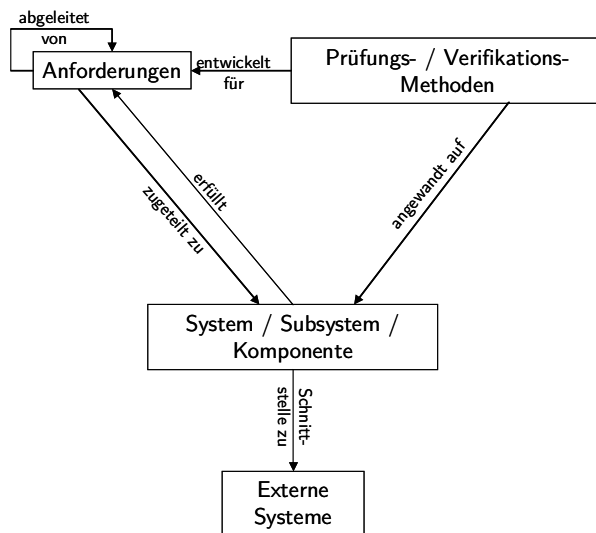 abgeleitet
von
Anforderungen
entwickelt
für
Prüfungs- / Verifikations-
Methoden
zugeteilt zu
erfüllt
angewandt auf
System / Subsystem /
Komponente
Schnitt-
stelle zu
Externe
Systeme